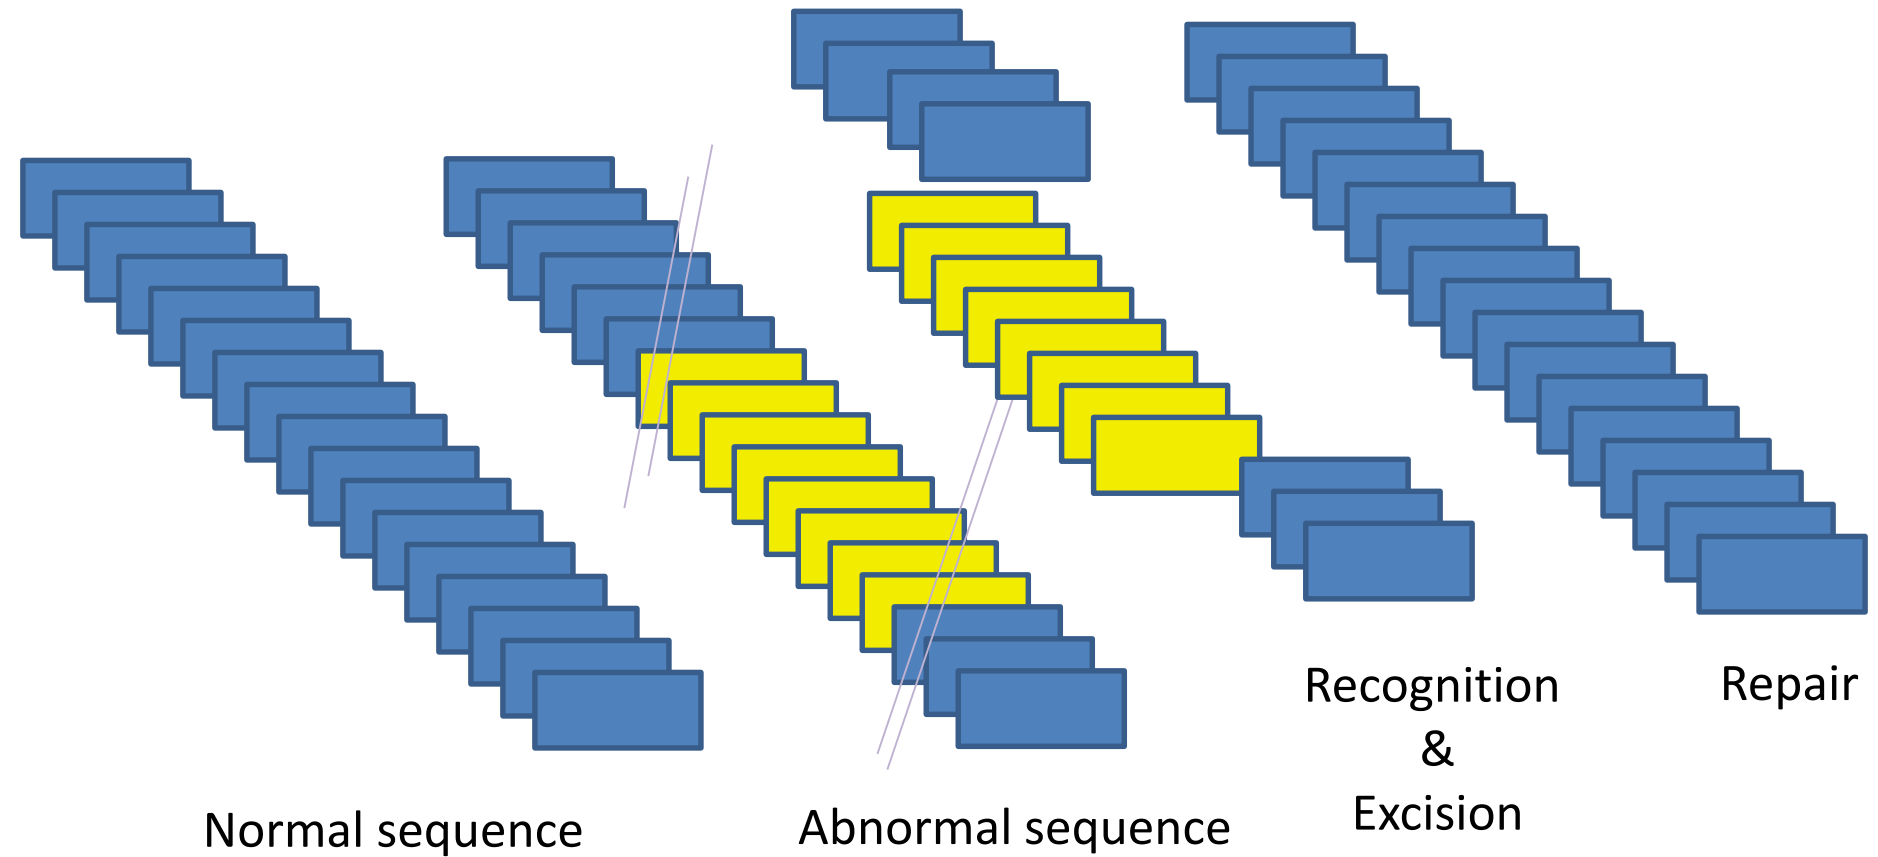 Normal sequence
Abnormal sequence
Recognition
&
Excision
Repair